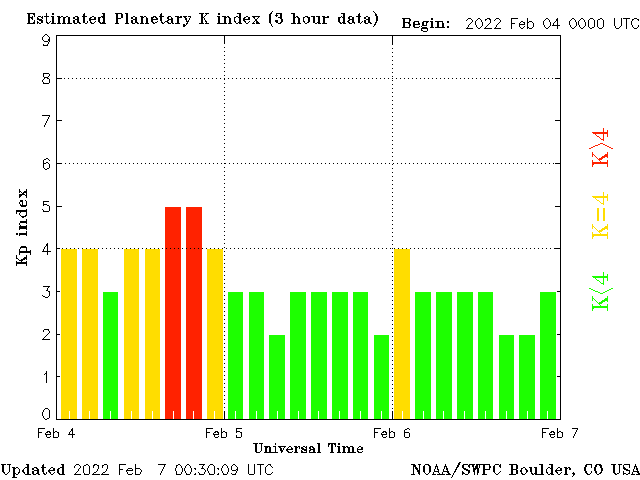 Estimated Planetary K index (3 hour data) Begin: 2022 Feb 04 0000 UTC
9
8
7
6
5
4
3
2
1
0
Kp index
K>4
K=4
K<4
Feb 4 Feb 5 Feb 6 Feb 7
Universal Time
Updated 2022 Feb 7 00:30:09 UTC NOAA/SWPC Boulder, CO USA